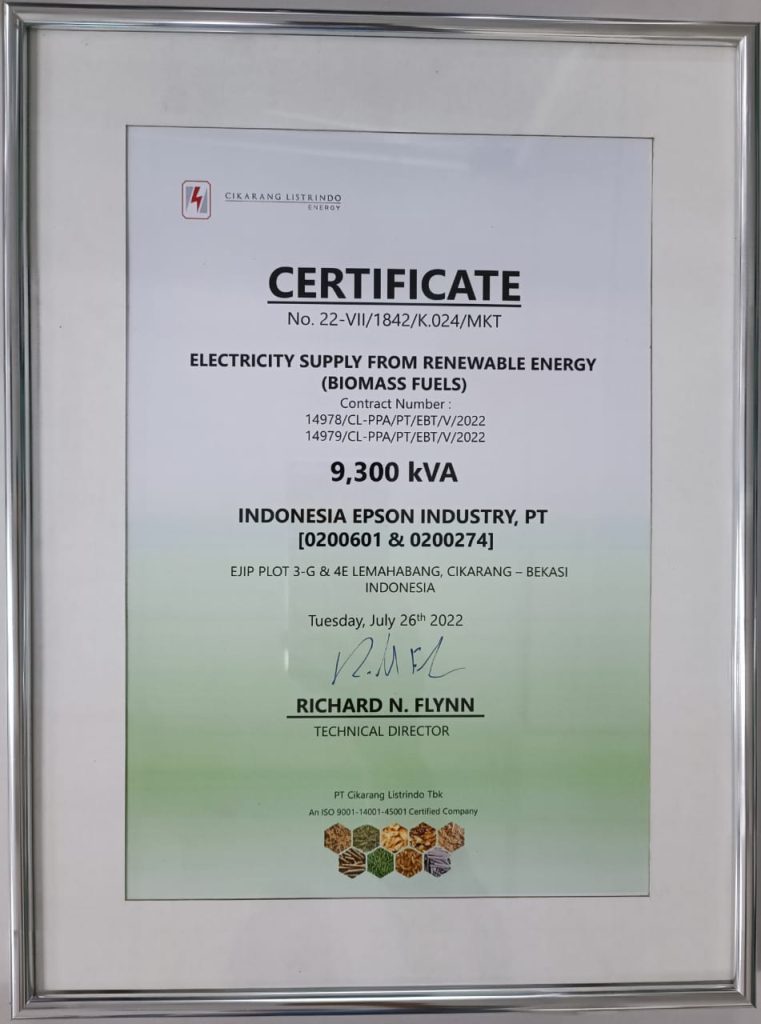 CIKARANG LISTRINDO
ENERGY
CERTIFICATE
No. 22-VII/1842/K.024/MKT
ELECTRICITY SUPPLY FROM RENEWABLE ENERGY
(BIOMASS FUELS)
Contract Number :
14978/CL-PPA/PT/EBT/V/2022
14979/CL-PPA/PT/EBT/V/2022
9,300 kVA
INDONESIA EPSON INDUSTRY, PT
[0200601 & 0200274]
EJIP PLOT 3-G & 4E LEMAHABANG, CIKARANG – BEKASI
INDONESIA
Tuesday, July 26th 2022
RICHARD N. FLYNN
TECHNICAL DIRECTOR
PT Cikarang Listrindo Tbk
An ISO 9001-14001-45001 Certified Company